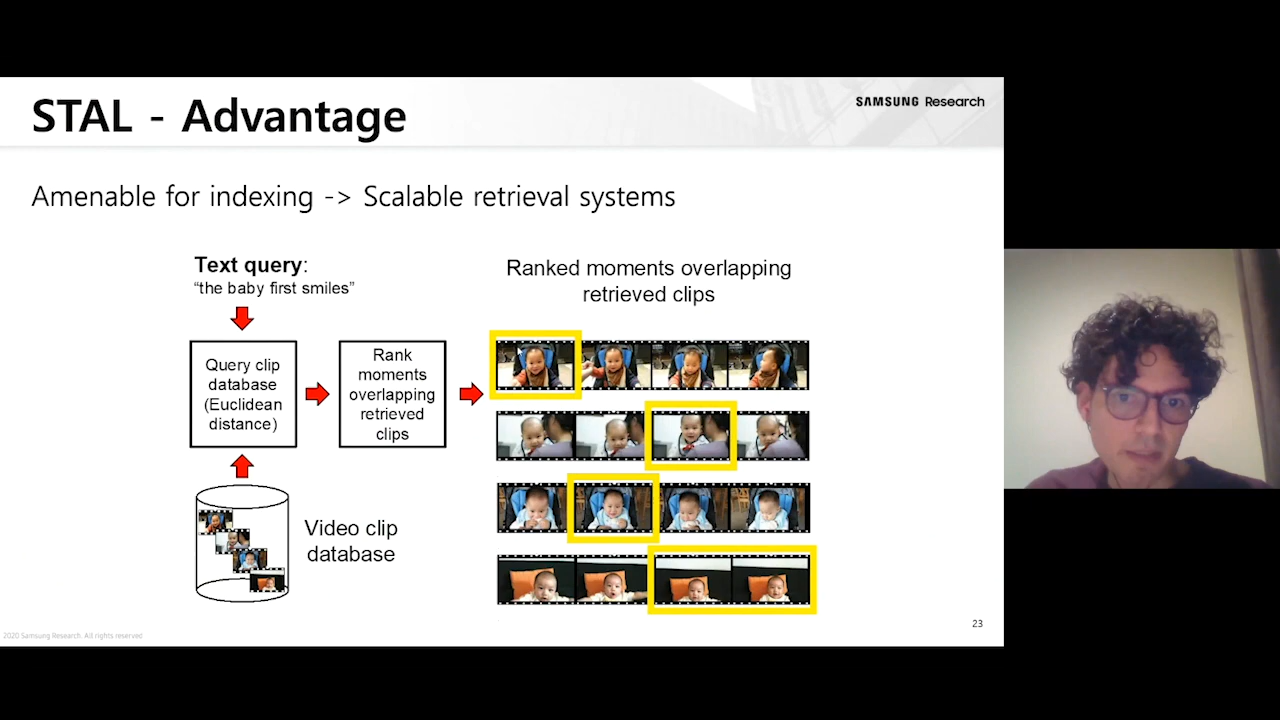 STAL - Advantage
SAMSUNG Research
Amenable for indexing -> Scalable retrieval systems
Text query:
“the baby first smiles”
Query clip
database
(Euclidean
distance)
Rank
moments
overlapping
retrieved
clips
Ranked moments overlapping
retrieved clips
Video clip
database
23
2020 Samsung Research. All rights reserved